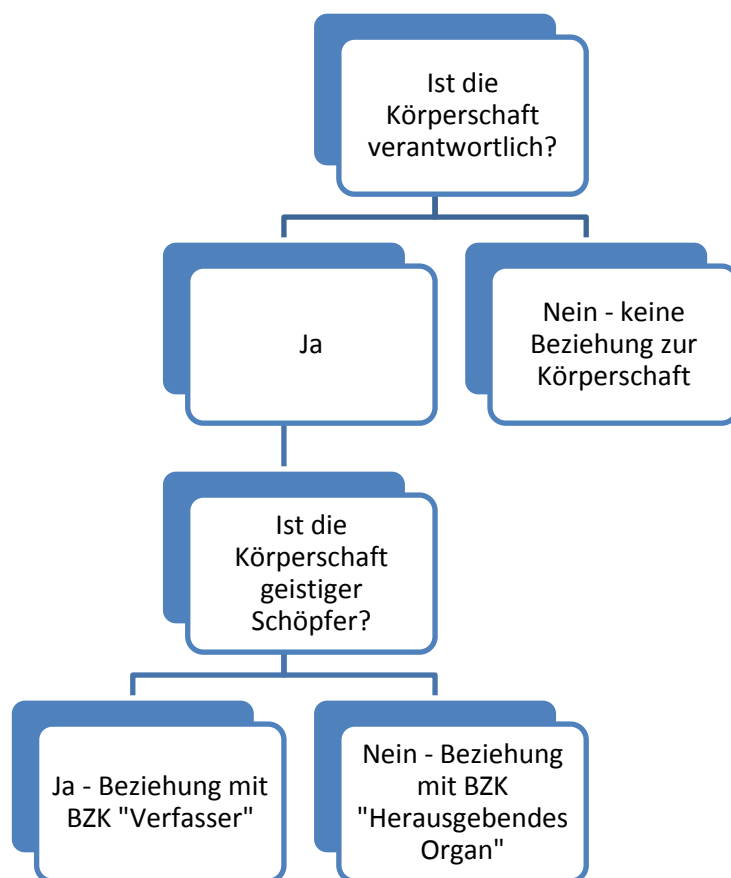 Ist die
Körperschaft
verantwortlich?
Ja
Nein - keine
Beziehung zur
Körperschaft
Ist die
Körperschaft
geistiger
Schöpfer?
Ja - Beziehung mit
BZK "Verfasser"
Nein - Beziehung
mit BZK
"Herausgebendes
Organ"